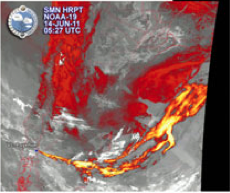 SMN HRPT
NOAA-19
14-JUN-11
05:27 UTC